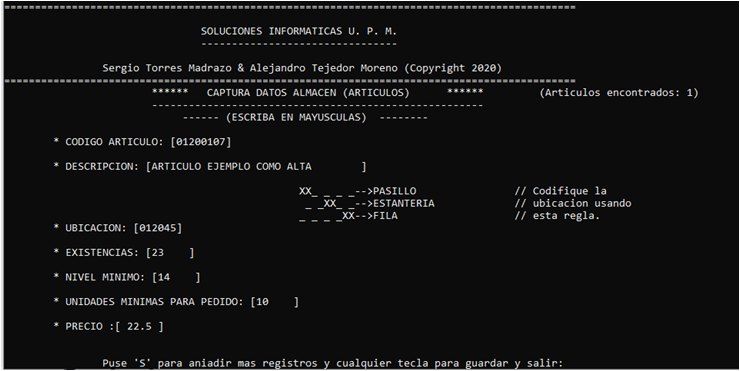 ==============================================================================================
SOLUCIONES INFORMATICAS U. P. M.
--------------------------------
Sergio Torres Madrazo & Alejandro Tejedor Moreno (Copyright 2020)
==============================================================================================
****** CAPTURA DATOS ALMACEN (ARTICULOS) ****** (Articulos encontrados: 1)
------------------------------------------------------
------ (ESCRIBA EN MAYUSCULAS) --------
* CODIGO ARTICULO: [01200107]
* DESCRIPCION: [ARTICULO EJEMPLO COMO ALTA        ]
XX_ _ _ _-->PASILLO // Codifique la
_ _XX_ _-->ESTANTERIA // ubicacion usando
_ _ _ _XX-->FILA // esta regla.
* UBICACION: [012045]
* EXISTENCIAS: [23    ]
* NIVEL MINIMO: [14    ]
* UNIDADES MINIMAS PARA PEDIDO: [10    ]
* PRECIO :[ 22.5 ]
Puse 'S' para aniadir mas registros y cualquier tecla para guardar y salir: